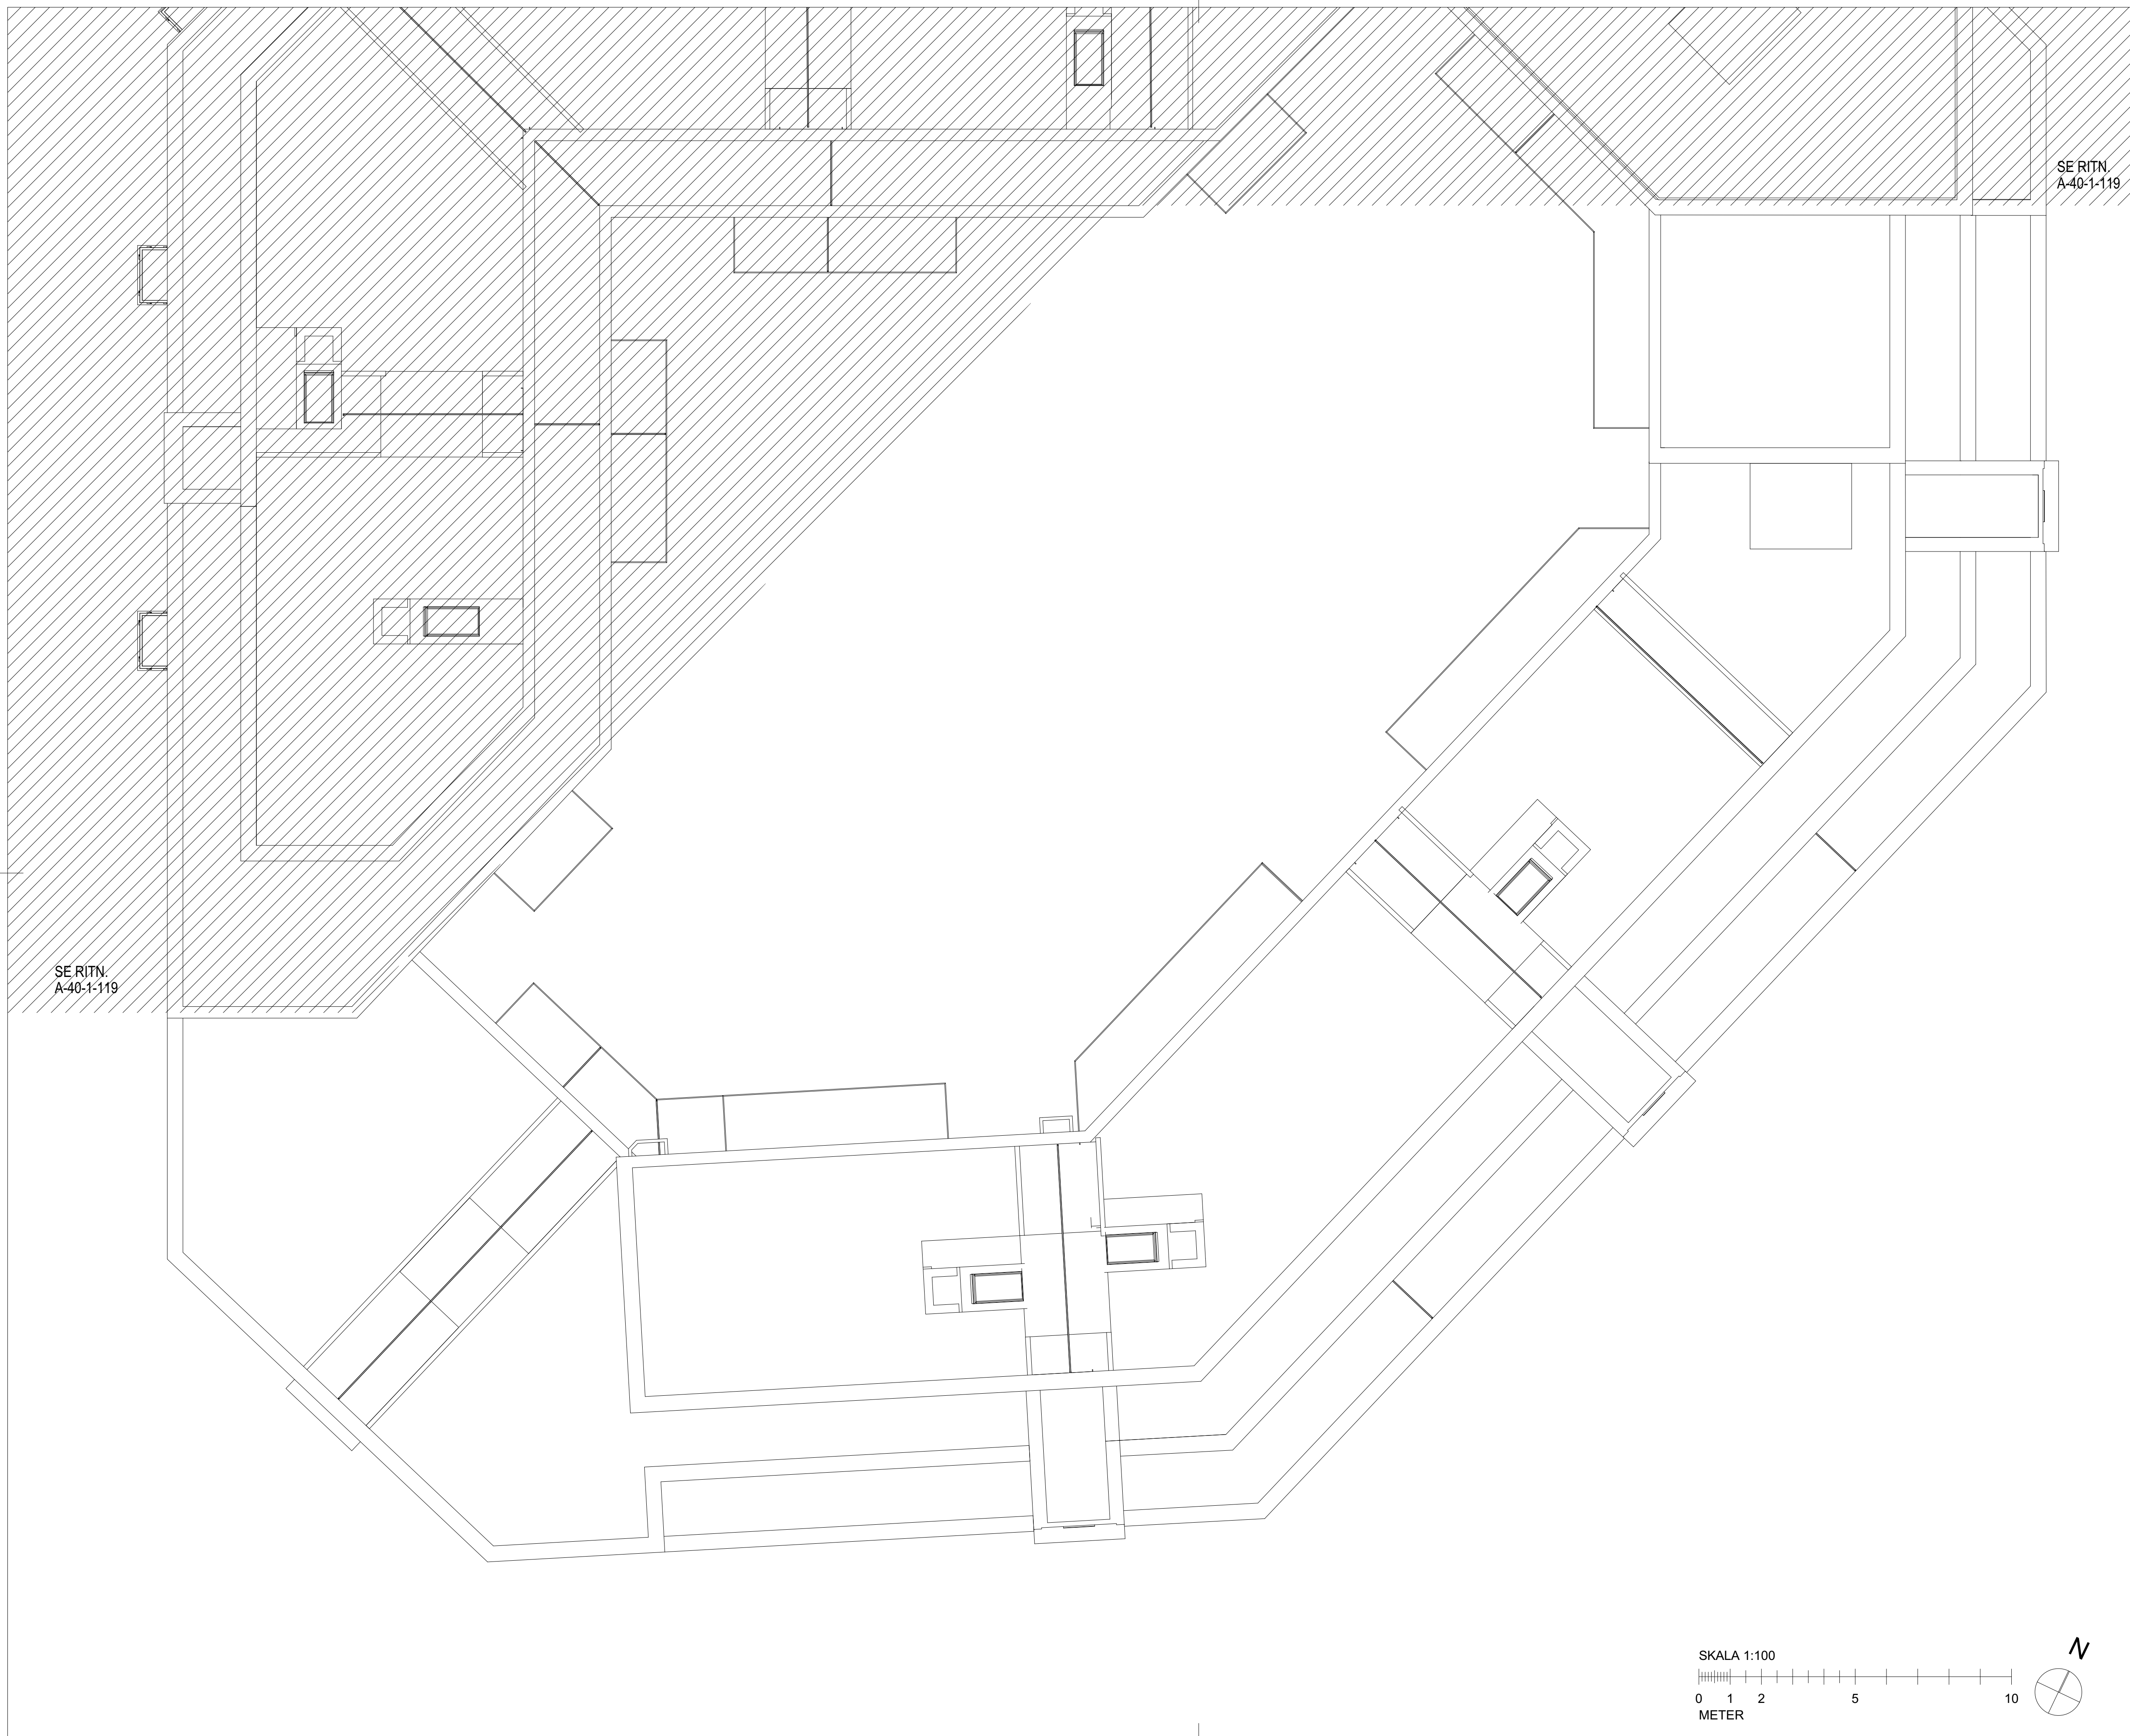 SE RITN.
A-40-1-119
SE RITN.
A-40-1-119
SKALA 1:100
N
0 1 2 5 10
METER